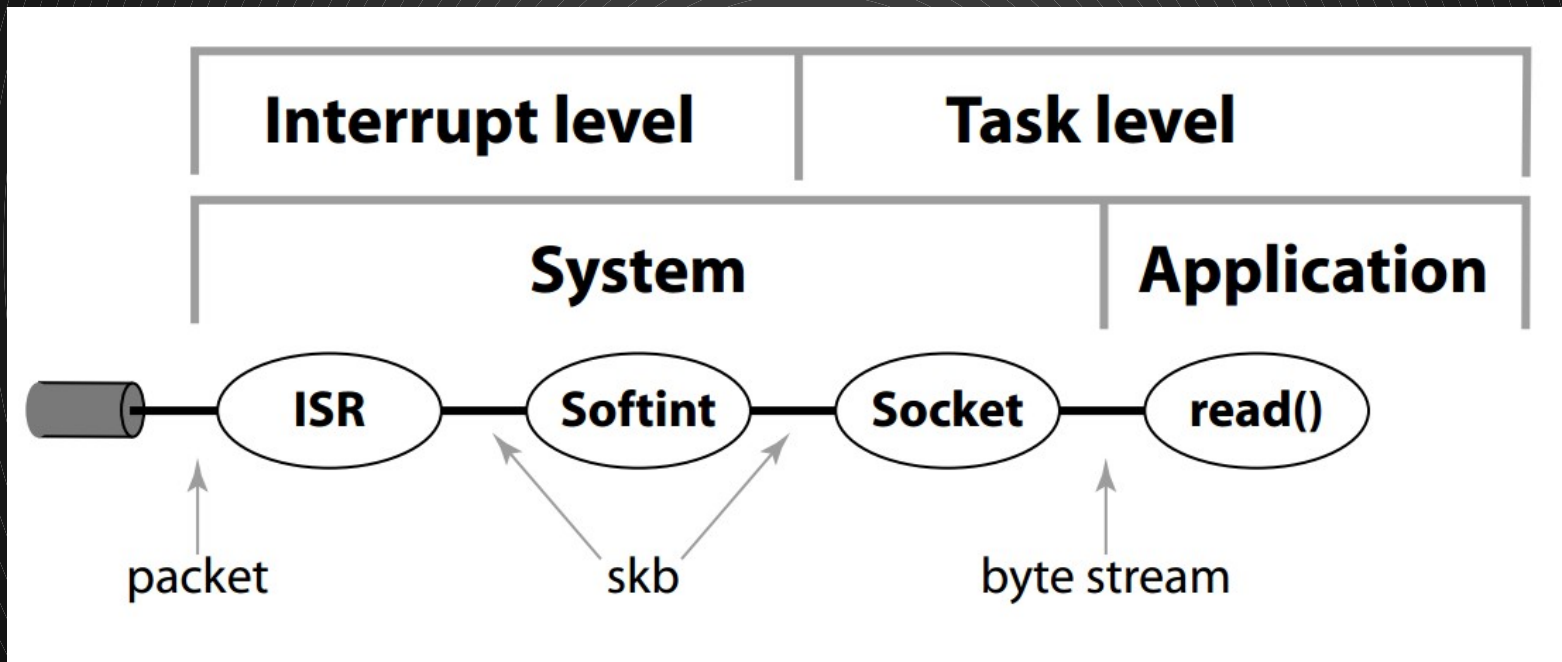 Interrupt level
Task level
System
Application
ISR
Softint
Socket
read()
packet
skb
byte stream